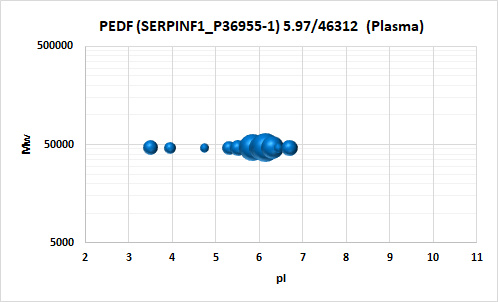 PEDF (SERPINF1_P36955-1) 5.97/46312 (Plasma)
500000
50000
5000
Mw
2 3 4 5 6 7 8 9 10 11
pI